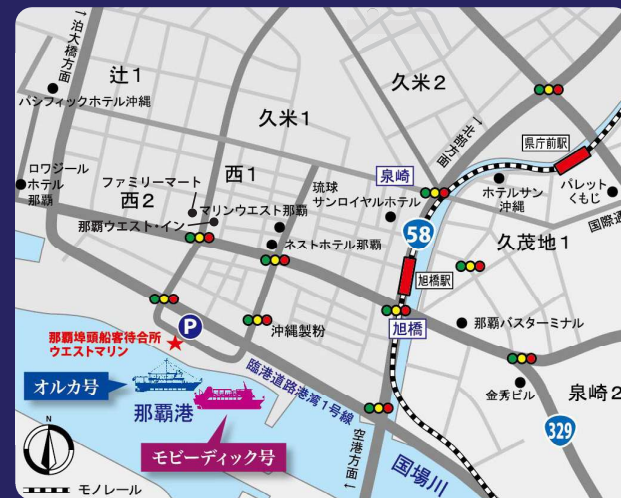 ↑泊大橋方面
辻1
パシフィックホテル沖縄
久米2
久米1
↑北部方面
県庁前駅
泉崎
ロワジール
ホテル
那覇
ファミリーマート
西1
西2
琉球
サンロイヤルホテル
マリンウエスト那覇
那覇ウエスト・イン
ネストホテル那覇
ホテルサン
沖縄
パレット
くもじ
国際通
58
久茂地1
旭橋駅
旭橋
那覇バスターミナル
P
沖縄製粉
那覇埠頭船客待合所
ウエストマリン
臨港道路港湾1号線
金秀ビル
泉崎2
329
オルカ号
那覇港
モビーディック号
空港方面↓
国場川
N
モノレール